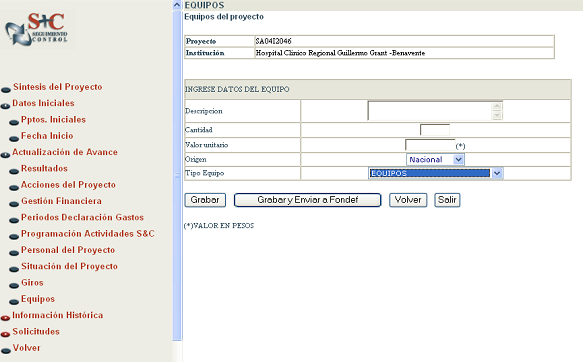 S+C
SEGUIMIENTO
CONTROL
Sintesis del Proyecto
Datos Iniciales
Pptos. Iniciales
Fecha Inicio
Actualización de Avance
Resultados
Acciones del Proyecto
Gestión Financiera
Periodos Declaración Gastos
Programación Actividades S&C
Personal del Proyecto
Situación del Proyecto
Giros
Equipos
Información Histórica
Solicitudes
Volver
EQUIPOS
Equipos del proyecto
Proyecto SA04I2046
Institución Hospital Clínico Regional Guillermo Grant -Benavente
INGRESE DATOS DEL EQUIPO
Descripcion
Cantidad
Valor unitario (*)
Origen Nacional
Tipo Equipo EQUIPOS
Grabar Grabar y Enviar a Fondef Volver Salir
(*)VALOR EN PESOS